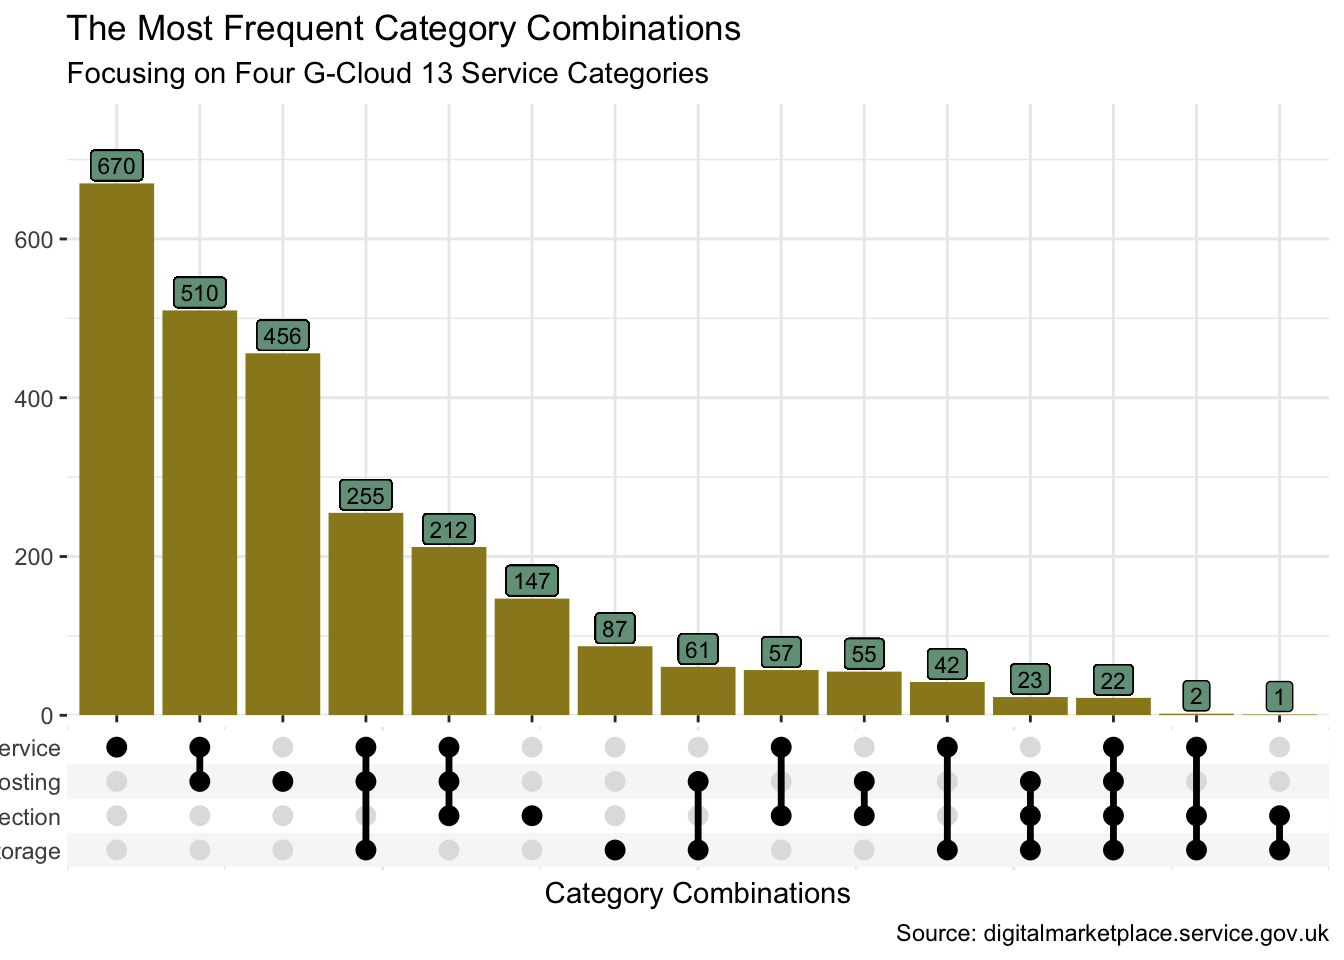 The Most Frequent Category Combinations
Focusing on Four G-Cloud 13 Service Categories
670
510
456
255
212
147
87
61
57
55
42
23
22
2
1
600
400
200
0
ervice
osting
ection
orage
Category Combinations
Source: digitalmarketplace.service.gov.uk